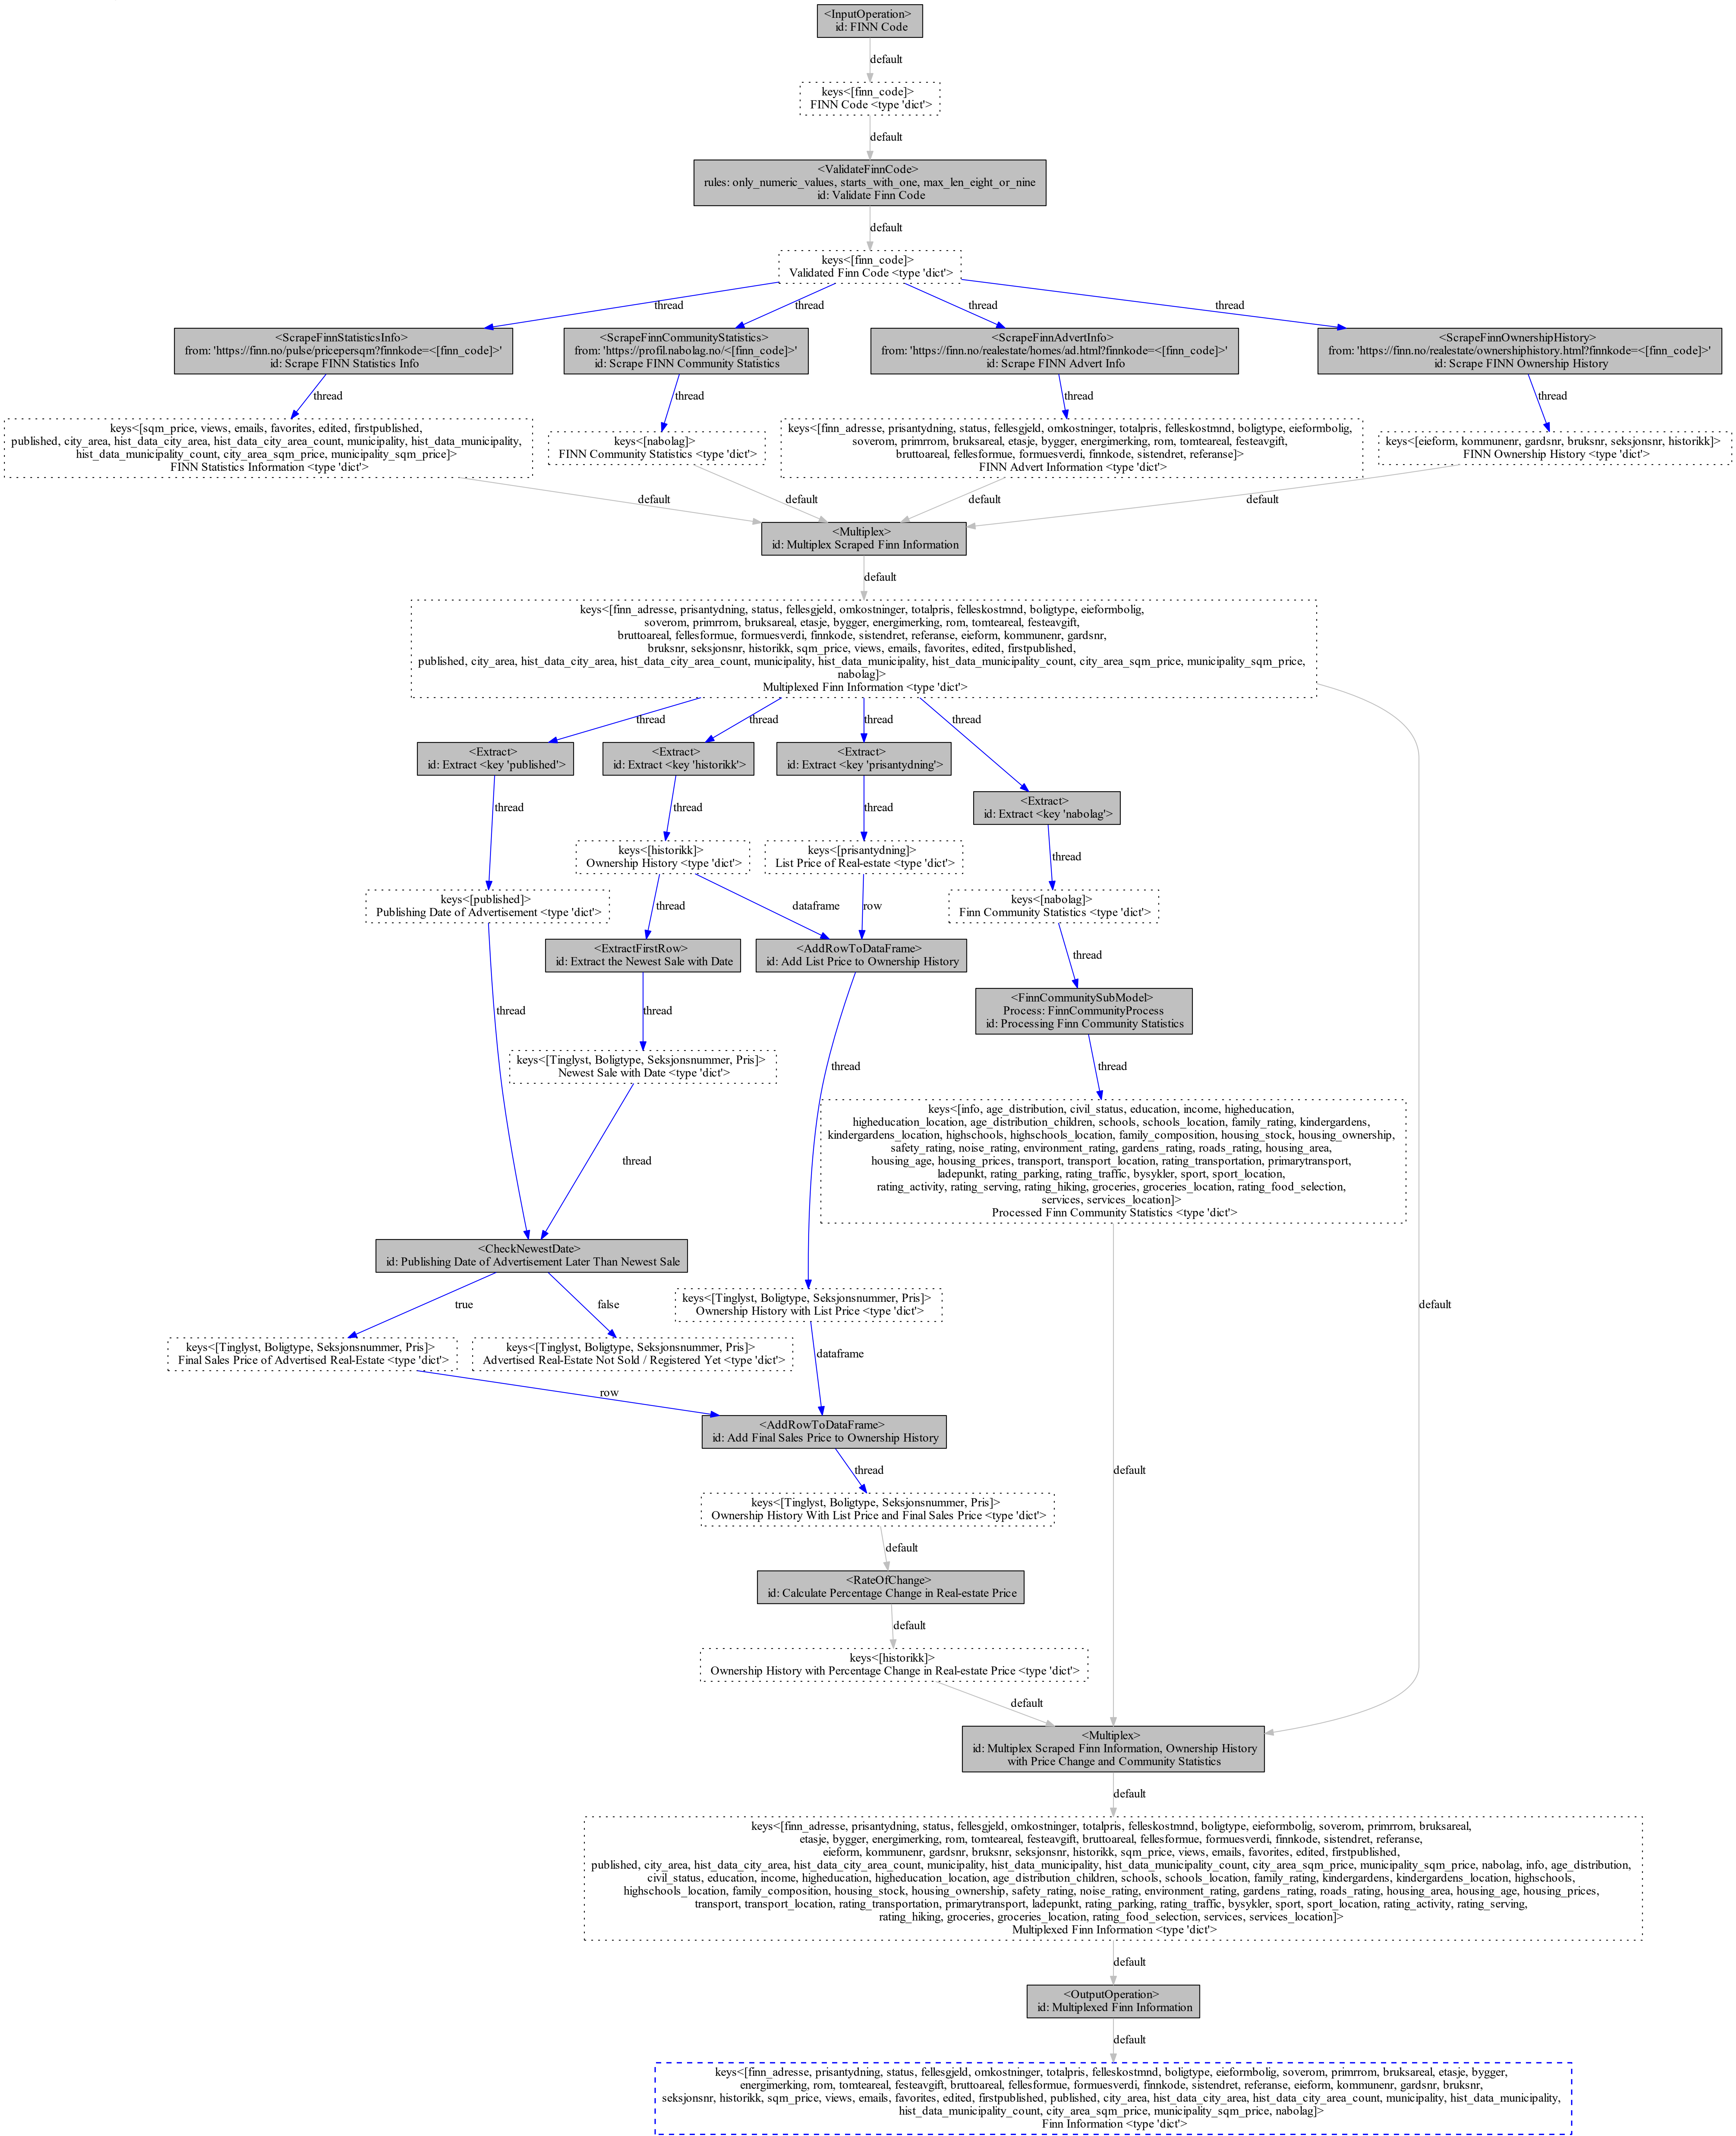 <InputOperation>
id: FINN Code
default
keys<[finn_code]>
FINN Code <type 'dict'>
default
<ValidateFinnCode>
rules: only_numeric_values, starts_with_one, max_len_eight_or_nine
id: Validate Finn Code
default
keys<[finn_code]>
Validated Finn Code <type 'dict'>
thread
thread
thread
thread
<ScrapeFinnStatisticsInfo>
from: 'https://finn.no/pulse/pricepersqm?finnkode=<[finn_code]>'
id: Scrape FINN Statistics Info
<ScrapeFinnCommunityStatistics>
from: 'https://profil.nabolag.no/<[finn_code]>'
id: Scrape FINN Community Statistics
<ScrapeFinnAdvertInfo>
from: 'https://finn.no/realestate/homes/ad.html?finnkode=<[finn_code]>'
id: Scrape FINN Advert Info
<ScrapeFinnOwnershipHistory>
from: 'https://finn.no/realestate/ownershiphistory.html?finnkode=<[finn_code]>'
id: Scrape FINN Ownership History
thread
thread
thread
thread
keys<[sqm_price, views, emails, favorites, edited, firstpublished,
published, city_area, hist_data_city_area, hist_data_city_area_count, municipality, hist_data_municipality,
hist_data_municipality_count, city_area_sqm_price, municipality_sqm_price]>
FINN Statistics Information <type 'dict'>
keys<[nabolag]>
FINN Community Statistics <type 'dict'>
keys<[finn_adresse, prisantydning, status, fellesgjeld, omkostninger, totalpris, felleskostmnd, boligtype, eieformbolig,
soverom, primrrom, bruksareal, etasje, bygger, energimerking, rom, tomteareal, festeavgift,
bruttoareal, fellesformue, formuesverdi, finnkode, sistendret, referanse]>
FINN Advert Information <type 'dict'>
keys<[eieform, kommunenr, gardsnr, bruksnr, seksjonsnr, historikk]>
FINN Ownership History <type 'dict'>
default
default
default
default
<Multiplex>
id: Multiplex Scraped Finn Information
default
keys<[finn_adresse, prisantydning, status, fellesgjeld, omkostninger, totalpris, felleskostmnd, boligtype, eieformbolig,
soverom, primrrom, bruksareal, etasje, bygger, energimerking, rom, tomteareal, festeavgift,
bruttoareal, fellesformue, formuesverdi, finnkode, sistendret, referanse, eieform, kommunenr, gardsnr,
bruksnr, seksjonsnr, historikk, sqm_price, views, emails, favorites, edited, firstpublished,
published, city_area, hist_data_city_area, hist_data_city_area_count, municipality, hist_data_municipality, hist_data_municipality_count, city_area_sqm_price, municipality_sqm_price,
nabolag]>
Multiplexed Finn Information <type 'dict'>
thread
thread
thread
thread
<Extract>
id: Extract <key 'published'>
<Extract>
id: Extract <key 'historikk'>
<Extract>
id: Extract <key 'prisantydning'>
<Extract>
id: Extract <key 'nabolag'>
thread
thread
thread
thread
keys<[historikk]>
Ownership History <type 'dict'>
keys<[prisantydning]>
List Price of Real-estate <type 'dict'>
keys<[published]>
Publishing Date of Advertisement <type 'dict'>
keys<[nabolag]>
Finn Community Statistics <type 'dict'>
thread
dataframe
row
<ExtractFirstRow>
id: Extract the Newest Sale with Date
<AddRowToDataFrame>
id: Add List Price to Ownership History
thread
<FinnCommunitySubModel>
Process: FinnCommunityProcess
id: Processing Finn Community Statistics
thread
thread
keys<[Tinglyst, Boligtype, Seksjonsnummer, Pris]>
Newest Sale with Date <type 'dict'>
thread
thread
keys<[info, age_distribution, civil_status, education, income, higheducation,
higheducation_location, age_distribution_children, schools, schools_location, family_rating, kindergardens,
kindergardens_location, highschools, highschools_location, family_composition, housing_stock, housing_ownership,
safety_rating, noise_rating, environment_rating, gardens_rating, roads_rating, housing_area,
housing_age, housing_prices, transport, transport_location, rating_transportation, primarytransport,
ladepunkt, rating_parking, rating_traffic, bysykler, sport, sport_location,
rating_activity, rating_serving, rating_hiking, groceries, groceries_location, rating_food_selection,
services, services_location]>
Processed Finn Community Statistics <type 'dict'>
thread
<CheckNewestDate>
id: Publishing Date of Advertisement Later Than Newest Sale
true
false
keys<[Tinglyst, Boligtype, Seksjonsnummer, Pris]>
Ownership History with List Price <type 'dict'>
default
keys<[Tinglyst, Boligtype, Seksjonsnummer, Pris]>
Final Sales Price of Advertised Real-Estate <type 'dict'>
keys<[Tinglyst, Boligtype, Seksjonsnummer, Pris]>
Advertised Real-Estate Not Sold / Registered Yet <type 'dict'>
dataframe
row
<AddRowToDataFrame>
id: Add Final Sales Price to Ownership History
thread
default
keys<[Tinglyst, Boligtype, Seksjonsnummer, Pris]>
Ownership History With List Price and Final Sales Price <type 'dict'>
default
<RateOfChange>
id: Calculate Percentage Change in Real-estate Price
default
keys<[historikk]>
Ownership History with Percentage Change in Real-estate Price <type 'dict'>
default
<Multiplex>
id: Multiplex Scraped Finn Information, Ownership History
with Price Change and Community Statistics
default
keys<[finn_adresse, prisantydning, status, fellesgjeld, omkostninger, totalpris, felleskostmnd, boligtype, eieformbolig, soverom, primrrom, bruksareal,
etasje, bygger, energimerking, rom, tomteareal, festeavgift, bruttoareal, fellesformue, formuesverdi, finnkode, sistendret, referanse,
eieform, kommunenr, gardsnr, bruksnr, seksjonsnr, historikk, sqm_price, views, emails, favorites, edited, firstpublished,
published, city_area, hist_data_city_area, hist_data_city_area_count, municipality, hist_data_municipality, hist_data_municipality_count, city_area_sqm_price, municipality_sqm_price, nabolag, info, age_distribution,
civil_status, education, income, higheducation, higheducation_location, age_distribution_children, schools, schools_location, family_rating, kindergardens, kindergardens_location, highschools,
highschools_location, family_composition, housing_stock, housing_ownership, safety_rating, noise_rating, environment_rating, gardens_rating, roads_rating, housing_area, housing_age, housing_prices,
transport, transport_location, rating_transportation, primarytransport, ladepunkt, rating_parking, rating_traffic, bysykler, sport, sport_location, rating_activity, rating_serving,
rating_hiking, groceries, groceries_location, rating_food_selection, services, services_location]>
Multiplexed Finn Information <type 'dict'>
default
<OutputOperation>
id: Multiplexed Finn Information
default
keys<[finn_adresse, prisantydning, status, fellesgjeld, omkostninger, totalpris, felleskostmnd, boligtype, eieformbolig, soverom, primrrom, bruksareal, etasje, bygger,
energimerking, rom, tomteareal, festeavgift, bruttoareal, fellesformue, formuesverdi, finnkode, sistendret, referanse, eieform, kommunenr, gardsnr, bruksnr,
seksjonsnr, historikk, sqm_price, views, emails, favorites, edited, firstpublished, published, city_area, hist_data_city_area, hist_data_city_area_count, municipality, hist_data_municipality,
hist_data_municipality_count, city_area_sqm_price, municipality_sqm_price, nabolag]>
Finn Information <type 'dict'>